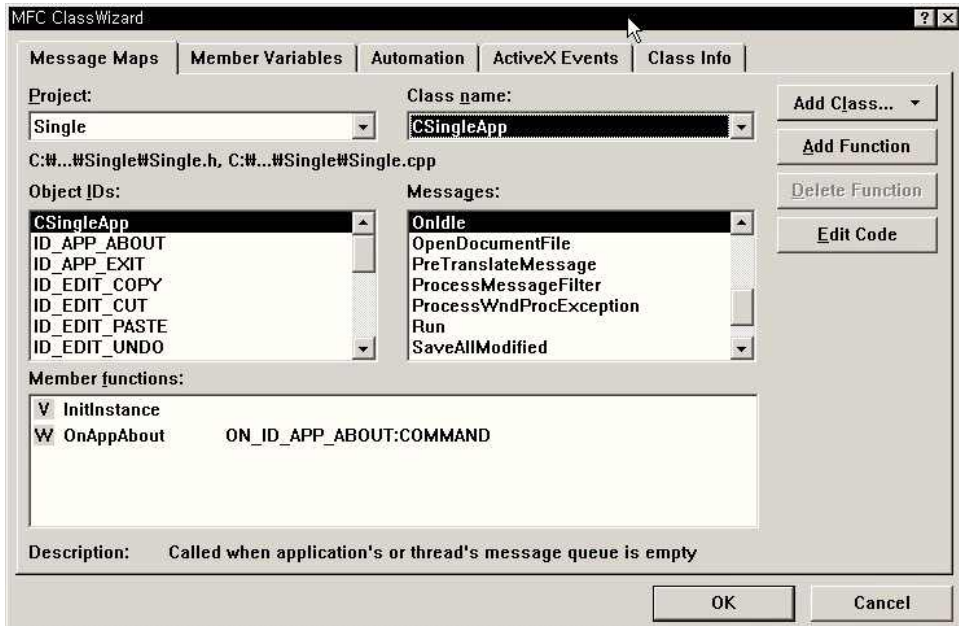 MFC ClassWizard
Message Maps
Member Variables
Automation
ActiveX Events
Class Info
Project:
Single
Class name:
CSingleApp
Add Class...
Add Function
Delete Function
Edit Code
C:₩...₩Single₩Single.h, C:₩...₩Single₩Single.cpp
Object IDs:
CSingleApp
ID_APP_ABOUT
ID_APP_EXIT
ID_EDIT_COPY
ID_EDIT_CUT
ID_EDIT_PASTE
ID_EDIT_UNDO
Messages:
OnIdle
OpenDocumentFile
PreTranslateMessage
ProcessMessageFilter
ProcessWndProcException
Run
SaveAllModified
Member functions:
V InitInstance
W OnAppAbout ON_ID_APP_ABOUT:COMMAND
Description: Called when application's or thread's message queue is empty
OK
Cancel